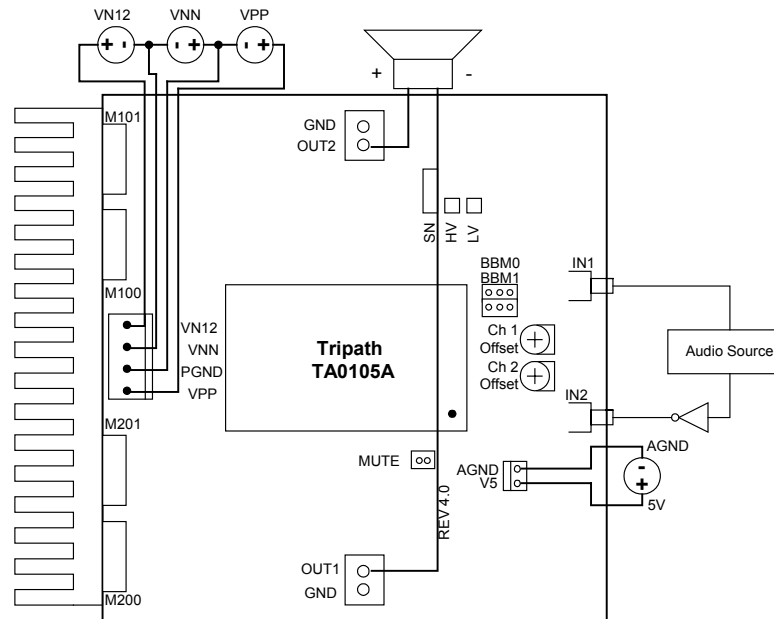 VN12 VNN VPP
+ - - + - +
+ -
M101
GND
OUT2
SN
HV
LV
M100
BBM0
BBM1
IN1
VN12
VNN
PGND
VPP
Tripath
TA0105A
Ch 1
Offset
Ch 2
Offset
Audio Source
IN2
M201
MUTE
AGND
V5
AGND
-
+
5V
REV 4.0
OUT1
GND
M200